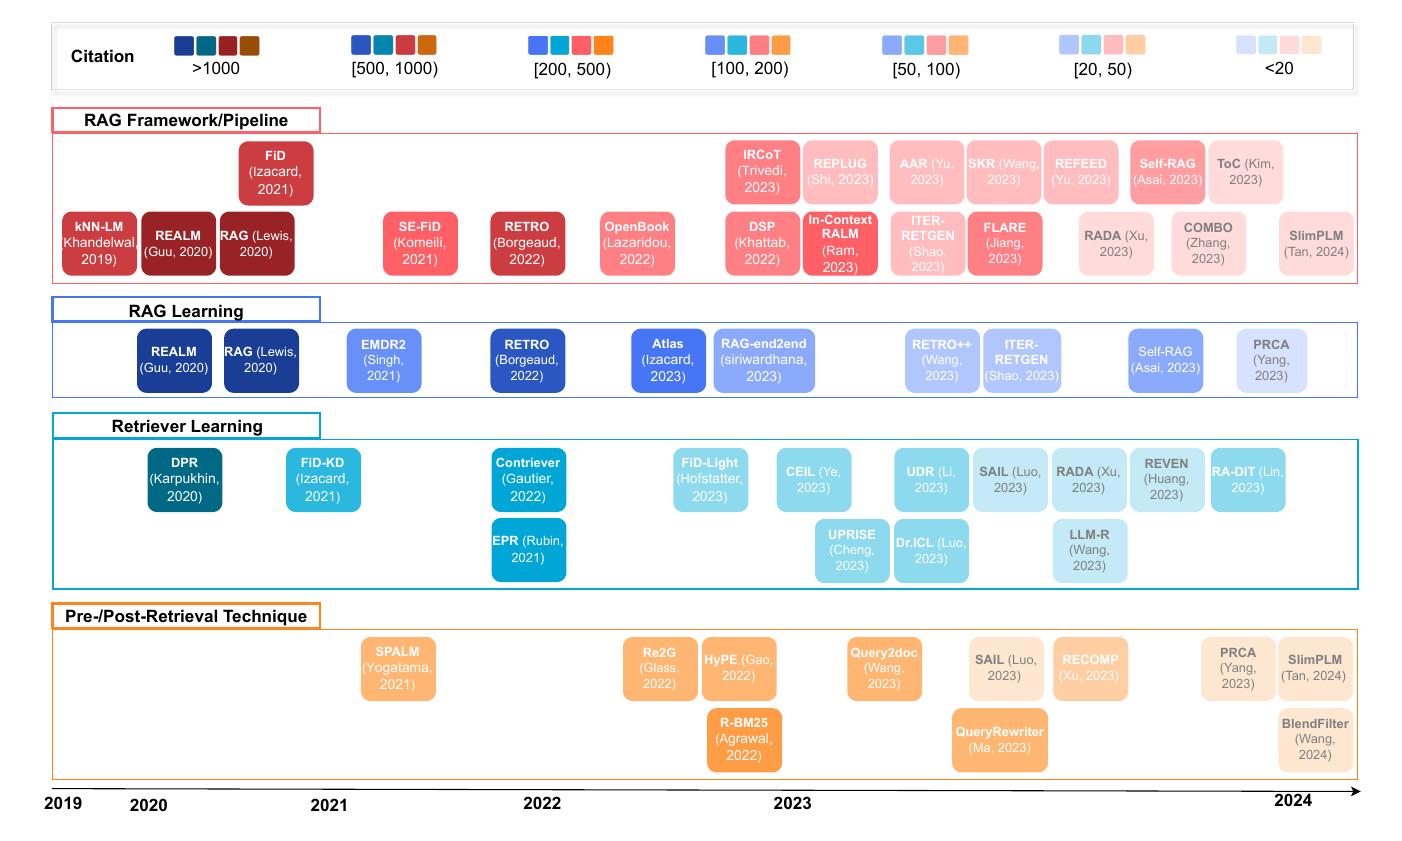 Citation
>1000
[500, 1000)
[200, 500)
[100, 200)
[50, 100)
[20, 50)
<20
RAG Framework/Pipeline
FiD
(Izacard,
2021)
IRCoT
(Trivedi,
2023)
REPLUG
(Shi, 2023)
AAR (Yu,
2023)
SKR (Wang,
2023)
REFEED
(Yu, 2023)
Self-RAG
(Asai, 2023)
ToC (Kim,
2023)
kNN-LM
(Khandelwal,
2019)
REALM
(Guu, 2020)
RAG (Lewis,
2020)
SE-FiD
(Komeili,
2021)
RETRO
(Borgeaud,
2022)
OpenBook
(Lazaridou,
2022)
DSP
(Khattab,
2022)
In-Context
RALM
(Ram,
2023)
ITER-
RETGEN
(Shao,
2023)
FLARE
(Jiang,
2023)
RADA (Xu,
2023)
COMBO
(Zhang,
2023)
SlimPLM
(Tan, 2024)
RAG Learning
REALM
(Guu, 2020)
RAG (Lewis,
2020)
EMDR2
(Singh,
2021)
RETRO
(Borgeaud,
2022)
Atlas
(Izacard,
2023)
RAG-end2end
(siriwardhana,
2023)
RETRO++
(Wang,
2023)
ITER-
RETGEN
(Shao, 2023)
Self-RAG
(Asai, 2023)
PRCA
(Yang,
2023)
Retriever Learning
DPR
(Karpukhin,
2020)
FiD-KD
(Izacard,
2021)
Contriever
(Gautier,
2022)
FiD-Light
(Hofstatter,
2023)
CEIL (Ye,
2023)
UDR (Li,
2023)
SAIL (Luo,
2023)
RADA (Xu,
2023)
REVEN
(Huang,
2023)
RA-DIT (Lin,
2023)
EPR (Rubin,
2021)
UPRISE
(Cheng,
2023)
Dr.ICL (Luo,
2023)
LLM-R
(Wang,
2023)
Pre-/Post-Retrieval Technique
SPALM
(Yogatama,
2021)
Re2G
(Glass,
2022)
HyPE (Gao,
2022)
Query2doc
(Wang,
2023)
SAIL (Luo,
2023)
RECOMP
(Xu, 2023)
PRCA
(Yang,
2023)
SlimPLM
(Tan, 2024)
R-BM25
(Agrawal,
2022)
QueryRewriter
(Ma, 2023)
BlendFilter
(Wang,
2024)
2019
2020
2021
2022
2023
2024